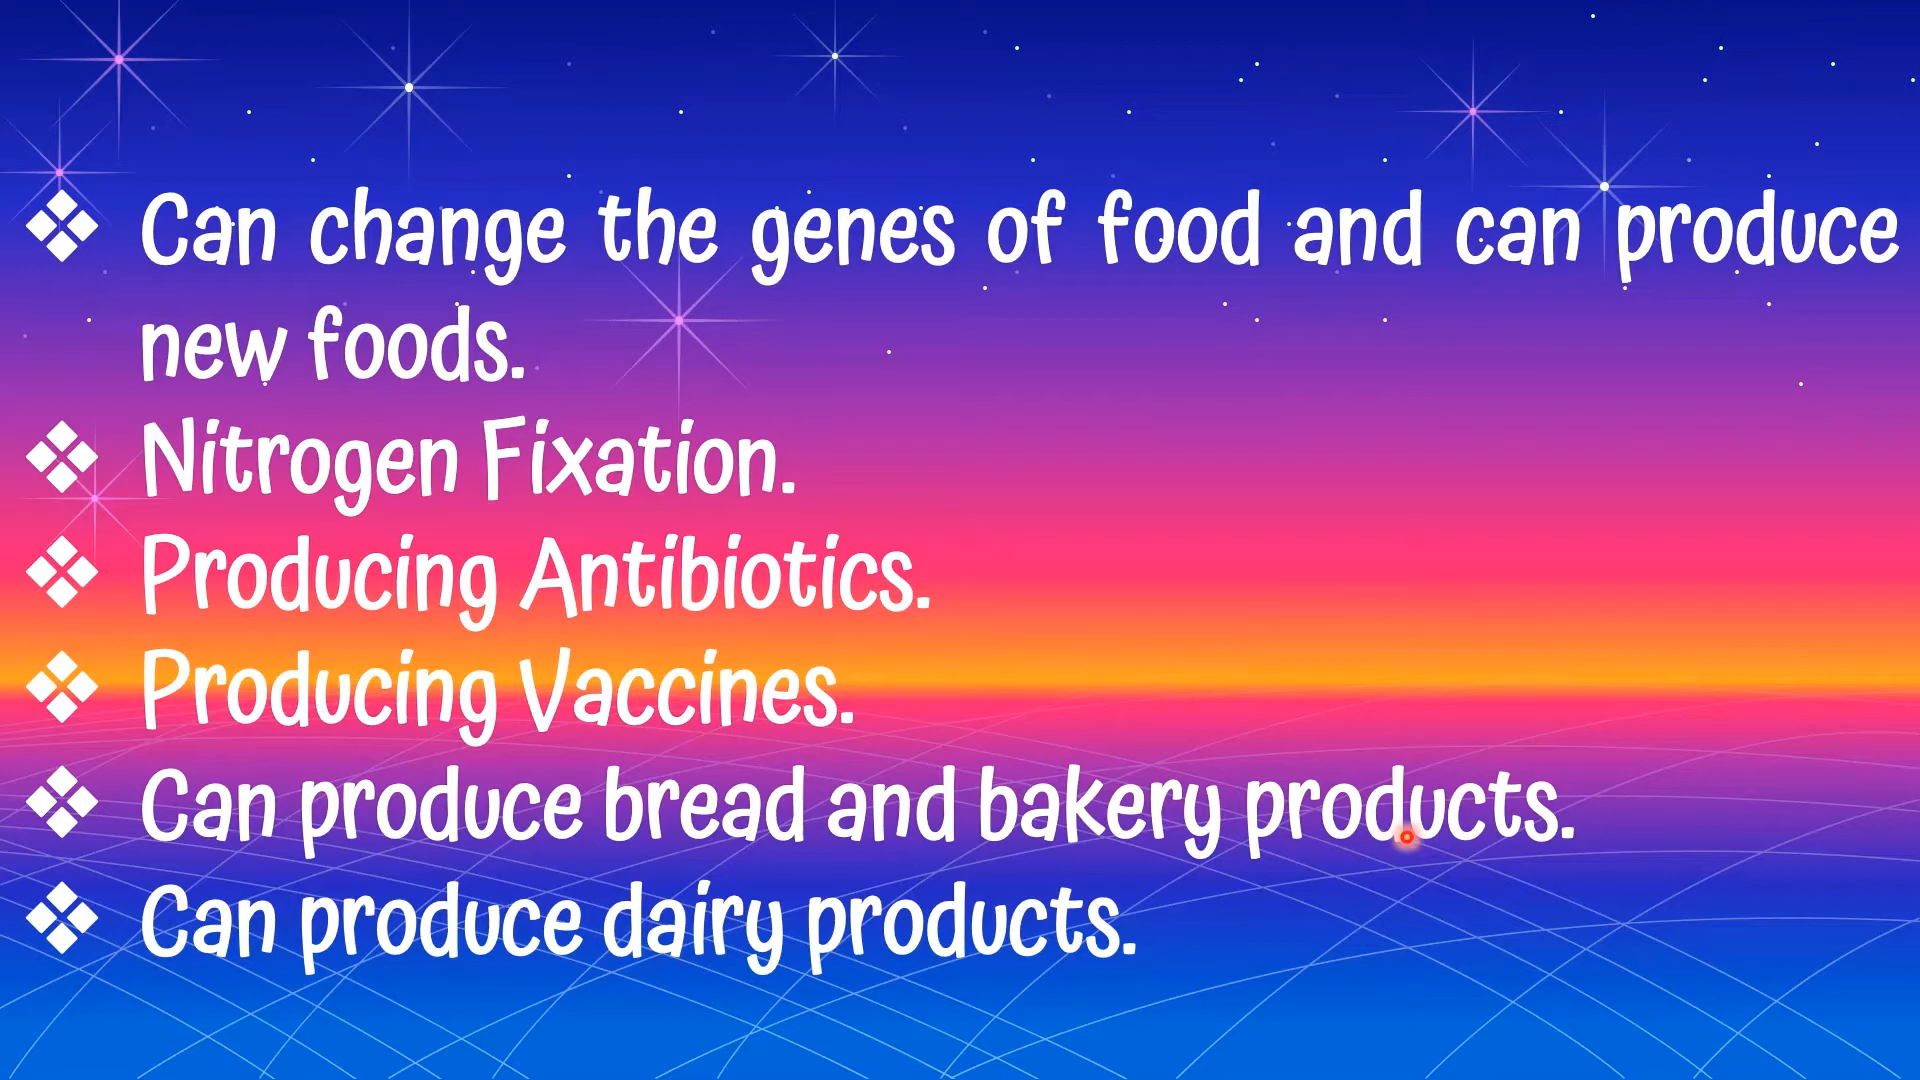 ❖ Can change the genes of food and can produce
new foods.
❖ Nitrogen Fixation.
❖ Producing Antibiotics.
❖ Producing Vaccines.
❖ Can produce bread and bakery products.
❖ Can produce dairy products.